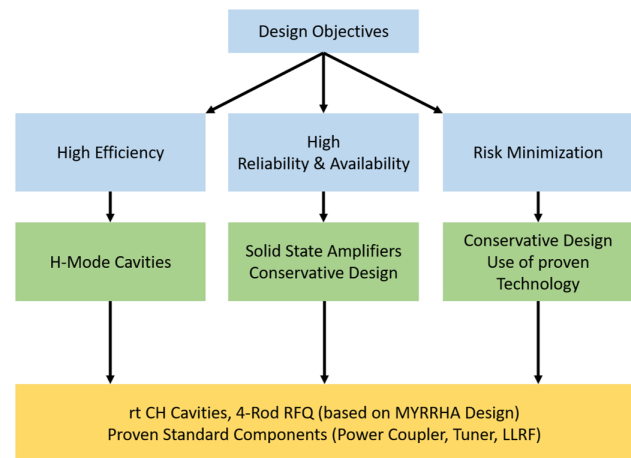 Design Objectives
High Efficiency
High
Reliability & Availability
Risk Minimization
H-Mode Cavities
Solid State Amplifiers
Conservative Design
Conservative Design
Use of proven
Technology
rt CH Cavities, 4-Rod RFQ (based on MYRRHA Design)
Proven Standard Components (Power Coupler, Tuner, LLRF)